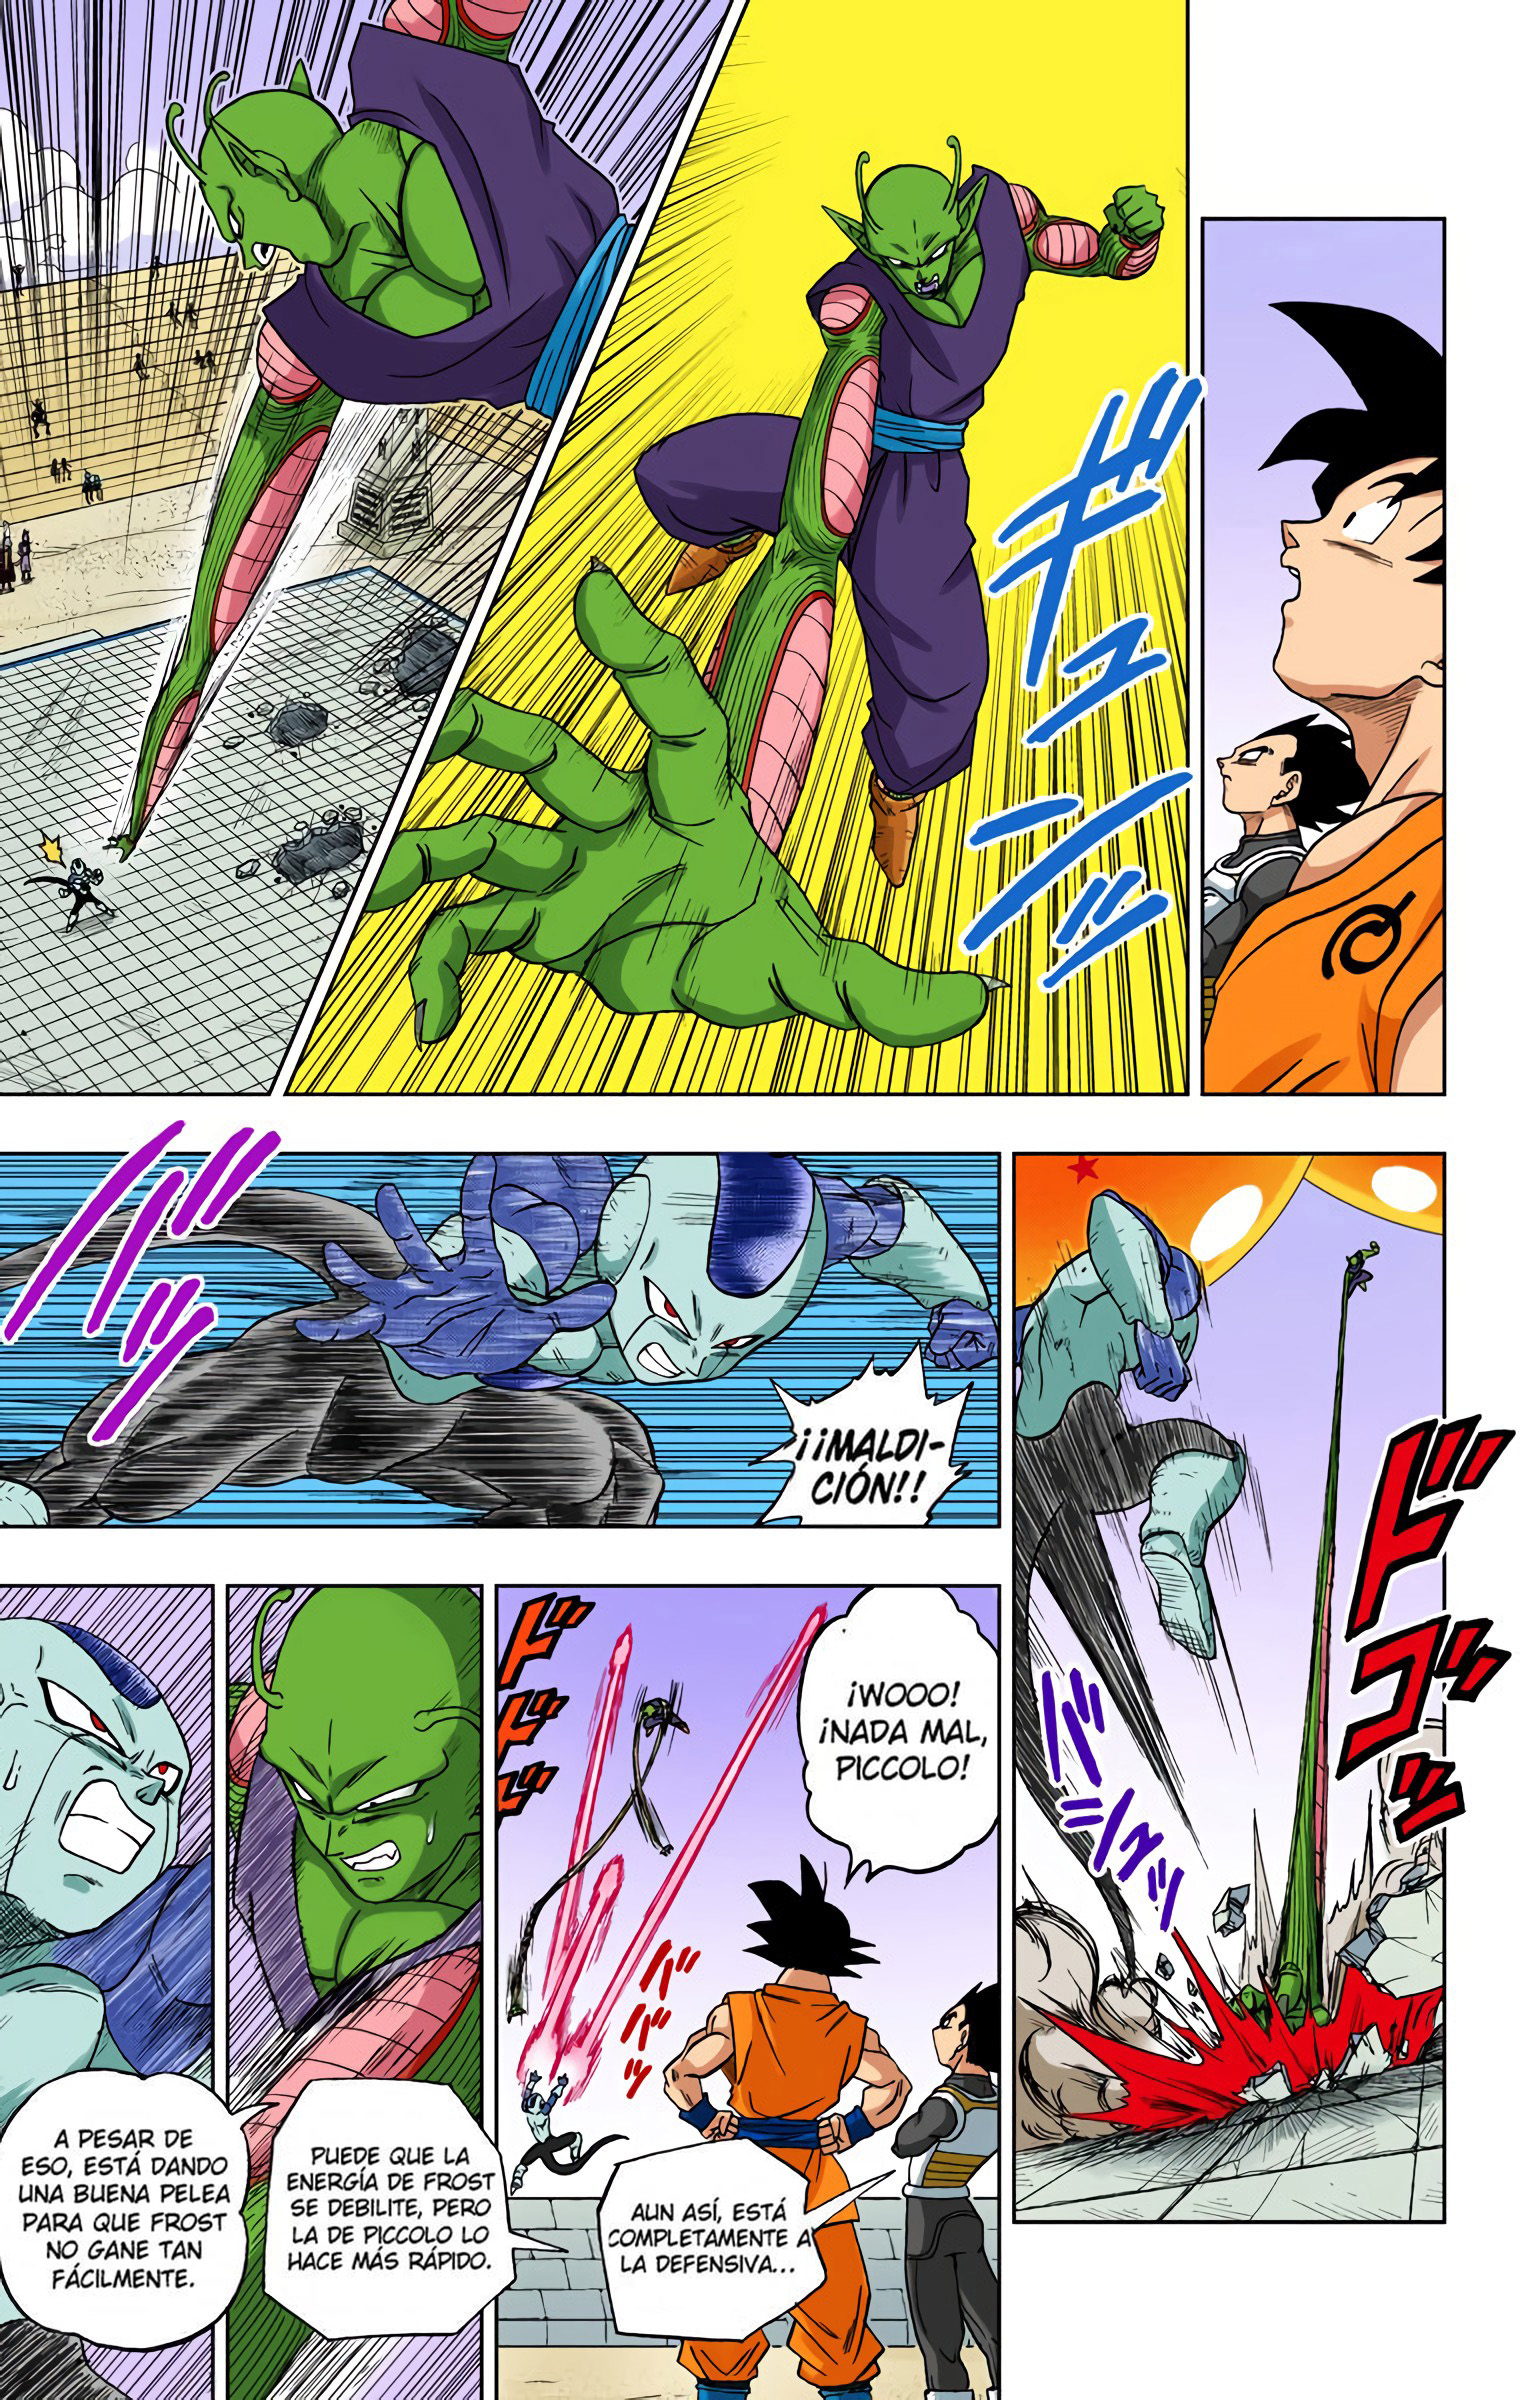 ギュンッ
バッ
¡¡MALDI-
CIÓN!!
ドゴッ
バシュッ
¡WOOO!
¡NADA MAL,
PICCOLO!
ドドド
バババッ
AUN ASÍ, ESTÁ
COMPLETAMENTE A
LA DEFENSIVA...
PUEDE QUE LA
ENERGÍA DE FROST
SE DEBILITE, PERO
LA DE PICCOLO LO
HACE MÁS RÁPIDO.
A PESAR DE
ESO, ESTÁ DANDO
UNA BUENA PELEA
PARA QUE FROST
NO GANE TAN
FÁCILMENTE.